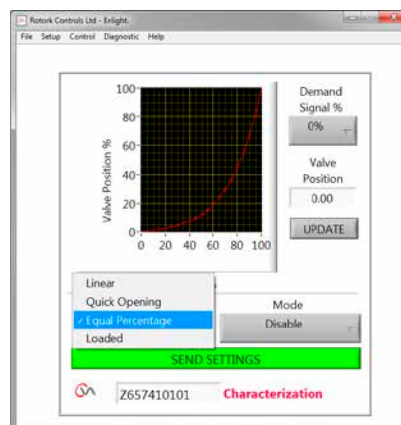 Rotork Controls Ltd - Enlight.
File Setup Control Diagnostic Help
100
80
60
40
20
0
Valve Position %
0 20 40 60 80 100
Demand
Signal %
0%
Valve
Position
0.00
UPDATE
Linear
Quick Opening
✓ Equal Percentage
Loaded
Mode
Disable
SEND SETTINGS
Z657410101 Characterization